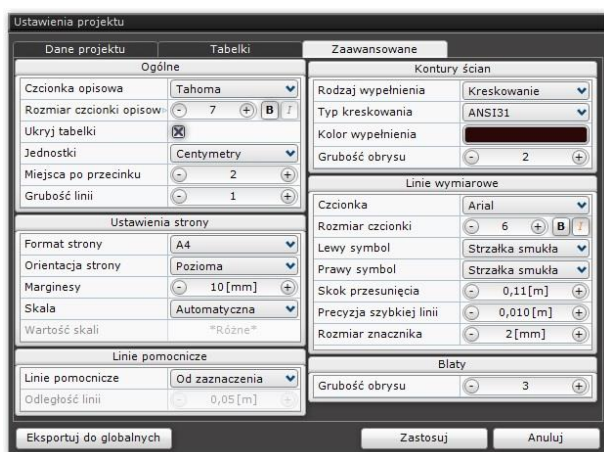 Ustawienia projektu
Dane projektu
Tabelki
Zaawansowane
Ogólne
Czcionka opisowa Tahoma
Rozmiar czcionki opisow - 7 + B I
Ukryj tabelki
Jednostki Centymetry
Miejsca po przecinku - 2 +
Grubość linii - 1 +
Ustawienia strony
Format strony A4
Orientacja strony Pozioma
Marginesy - 10[mm] +
Skala Automatyczna
Wartość skali *Różne*
Linie pomocnicze
Linie pomocnicze Od zaznaczenia
Odległość linii - 0,05[m] +
Kontury ścian
Rodzaj wypełnienia Kreskowanie
Typ kreskowania ANSI31
Kolor wypełnienia
Grubość obrysu - 2 +
Linie wymiarowe
Czcionka Arial
Rozmiar czcionki - 6 + B I
Lewy symbol Strzałka smukła
Prawy symbol Strzałka smukła
Skok przesunięcia - 0,11[m] +
Precyzja szybkiej linii - 0,010[m] +
Rozmiar znacznika - 2[mm] +
Blaty
Grubość obrysu - 3 +
Eksportuj do globalnych
Zastosuj
Anuluj